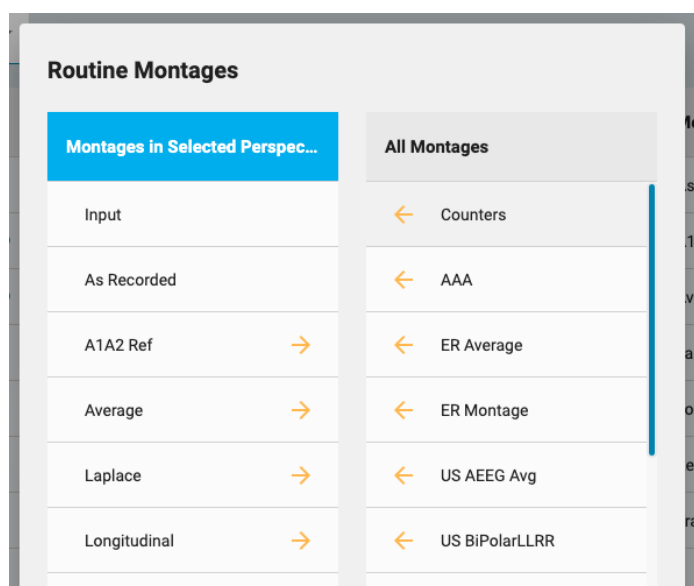 Routine Montages
Montages in Selected Perspec...
Input
As Recorded
A1A2 Ref
Average
Laplace
Longitudinal
All Montages
Counters
AAA
ER Average
ER Montage
US AEEG Avg
US BiPolarLLRR